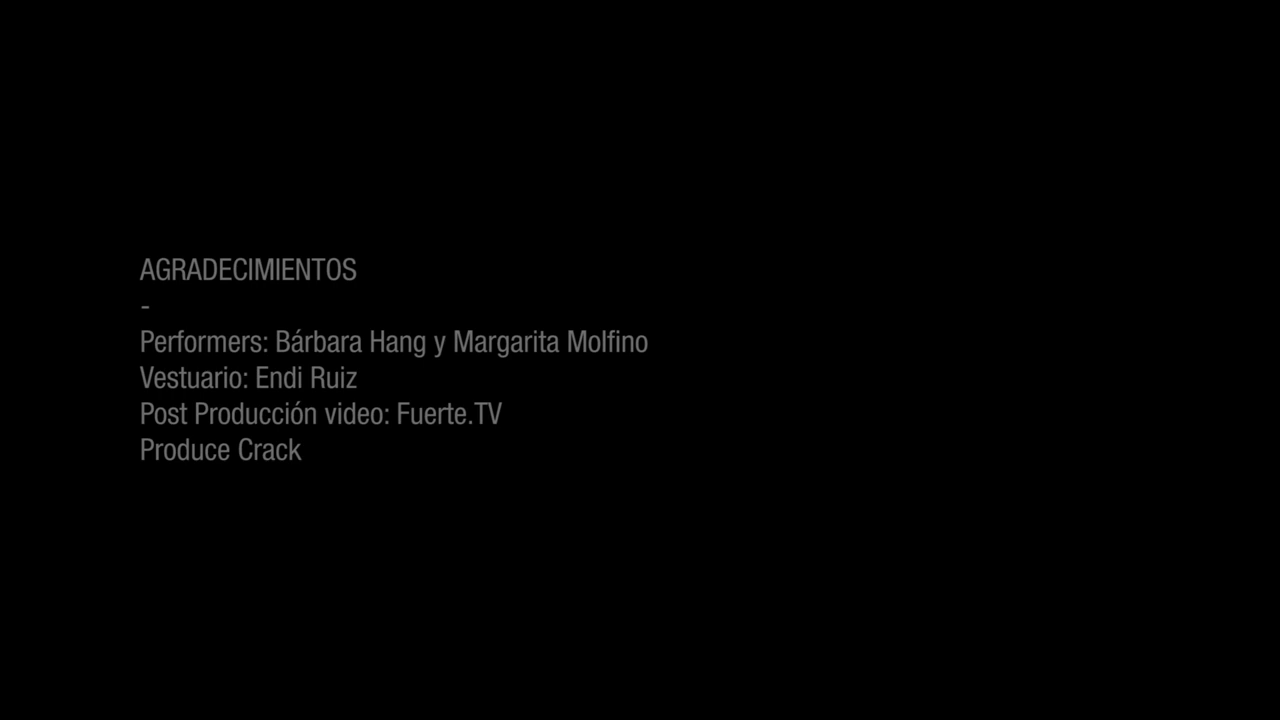 AGRADECIMIENTOS
-
Performers: Bárbara Hang y Margarita Molfino
Vestuario: Endi Ruiz
Post Producción video: Fuerte.TV
Produce Crack